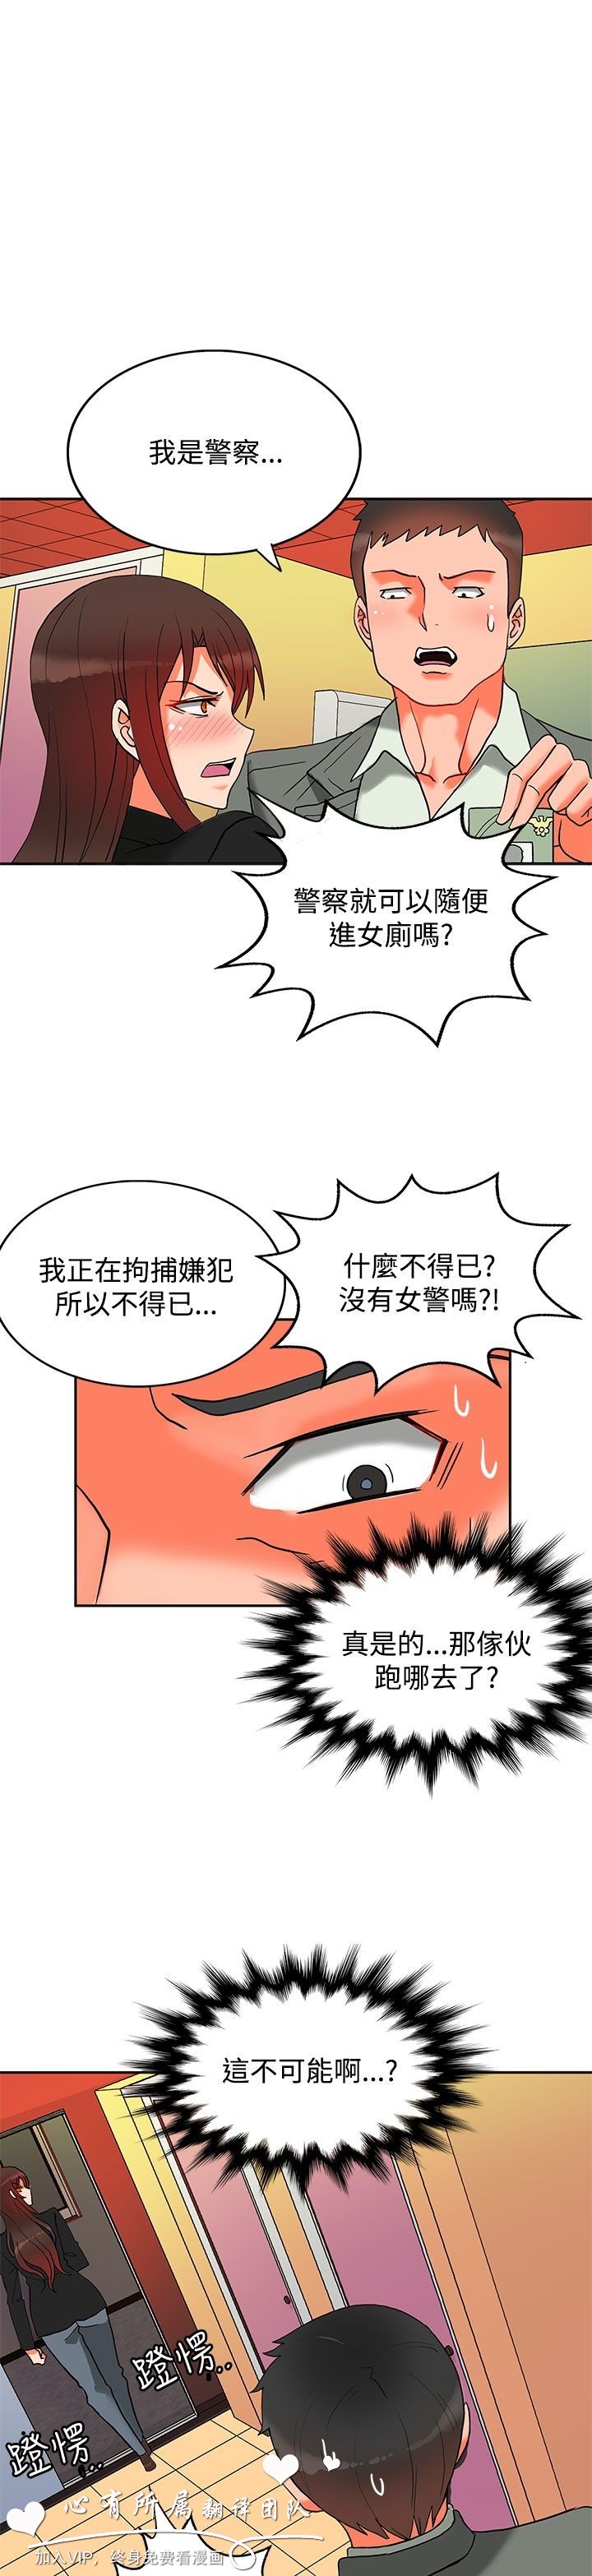 我是警察...
警察就可以隨便
進女廁嗎?
我正在拘捕嫌犯
所以不得已...
什麼不得已?
沒有女警嗎?!
真是的...那傢伙
跑哪去了?
這不可能啊...?
蹬愣..
蹬愣..
心有所属翻译团队
加入VIP，终身免费看漫画